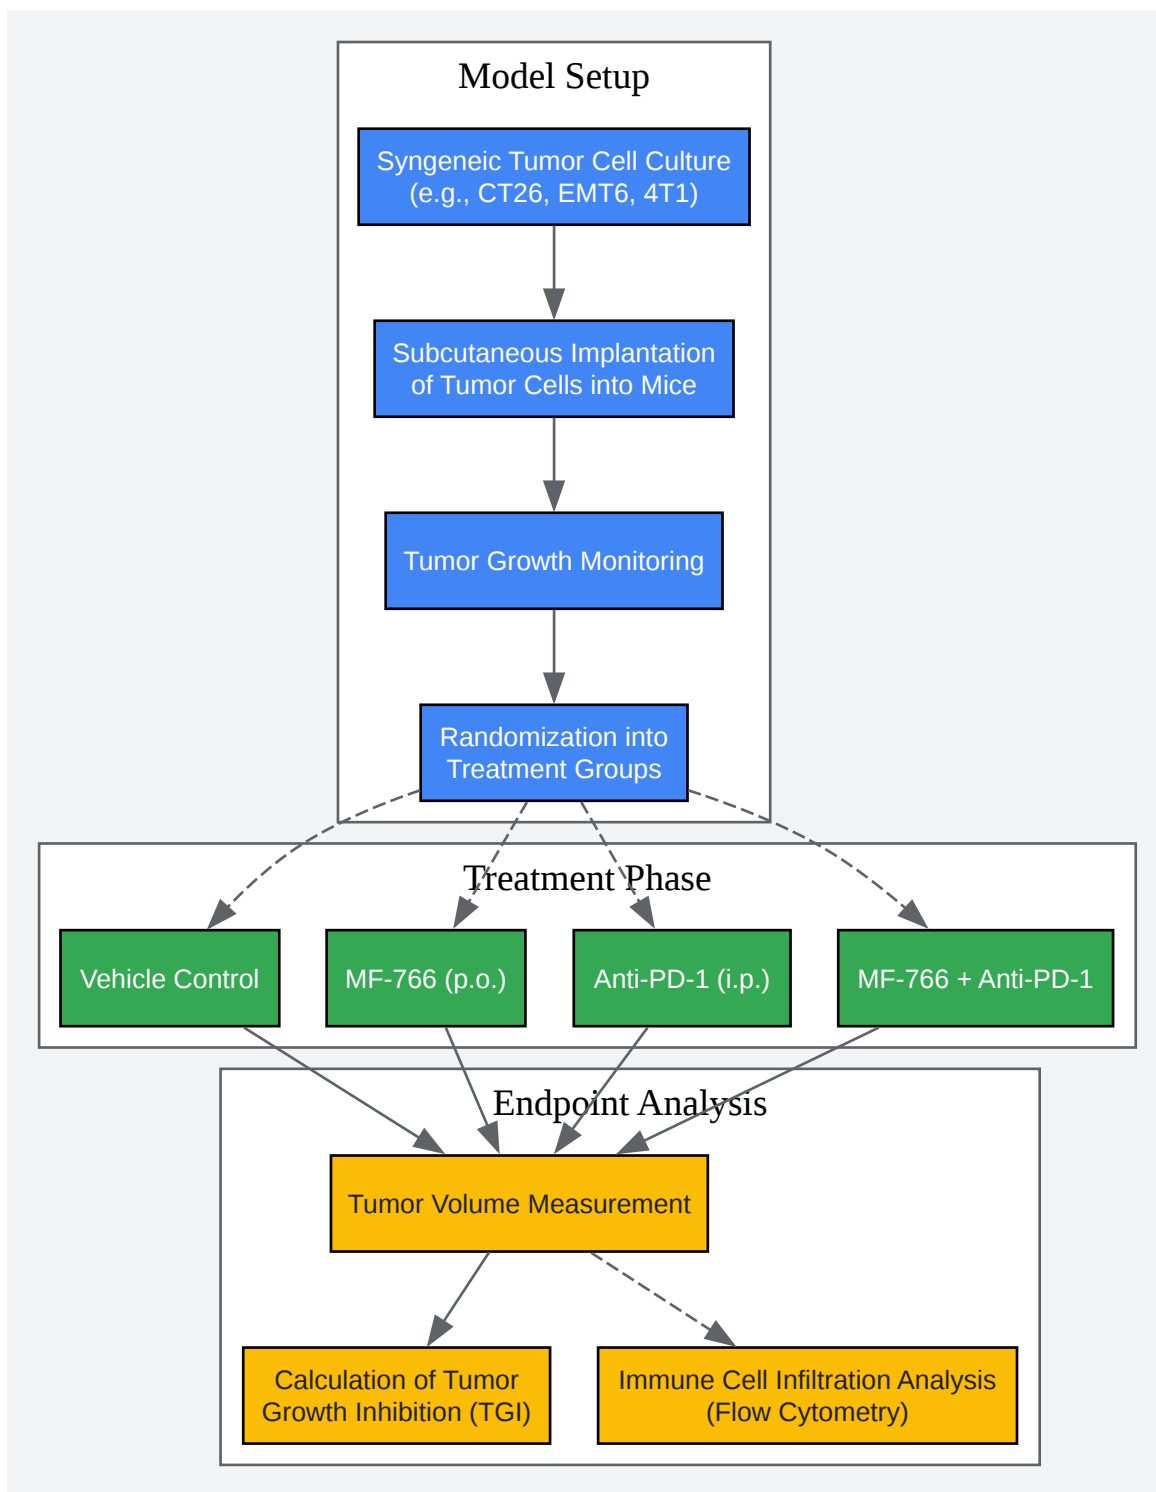 Model Setup
Syngeneic Tumor Cell Culture
(e.g., CT26, EMT6, 4T1)
Subcutaneous Implantation
of Tumor Cells into Mice
Tumor Growth Monitoring
Randomization into
Treatment Groups
Treatment Phase
Vehicle Control
MF-766 (p.o.)
Anti-PD-1 (i.p.)
MF-766 + Anti-PD-1
Endpoint Analysis
Tumor Volume Measurement
Calculation of Tumor
Growth Inhibition (TGI)
Immune Cell Infiltration Analysis
(Flow Cytometry)